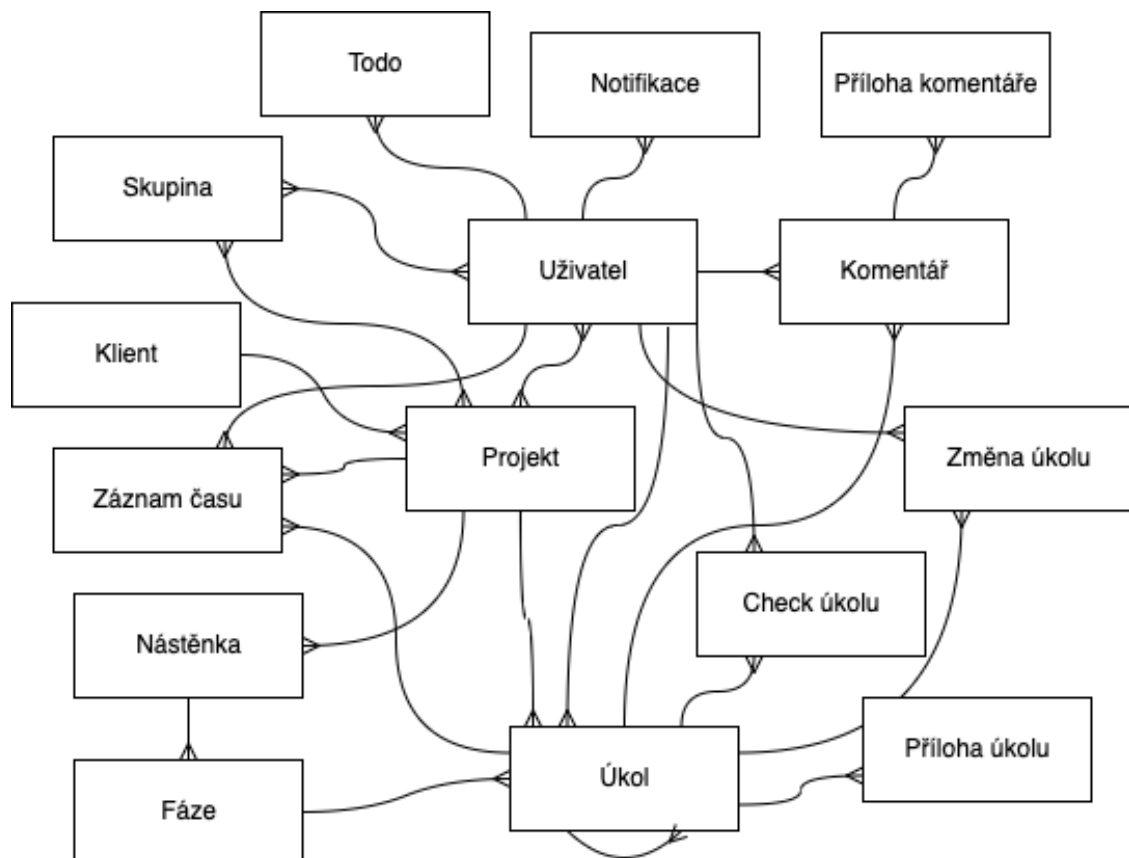 Todo
Notifikace
Příloha komentáře
Skupina
Uživatel
Komentář
Klient
Projekt
Změna úkolu
Záznam času
Check úkolu
Nástěnka
Příloha úkolu
Úkol
Fáze